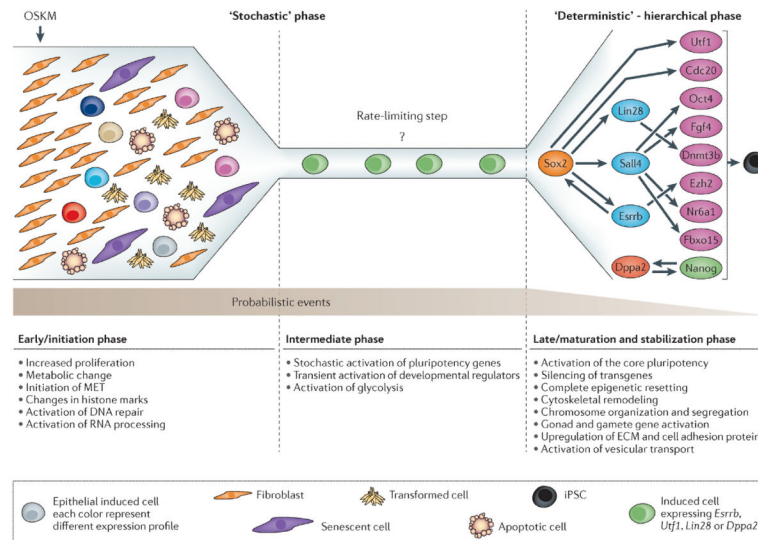 OSKM
'Stochastic' phase
'Deterministic' - hierarchical phase
Rate-limiting step
?
Utf1
Cdc20
Oct4
Lin28
Fgf4
Dnmt3b
Sox2
Sall4
Ezh2
Esrrb
Nr6a1
Fbxo15
Dppa2
Nanog
Probabilistic events
Early/initiation phase
• Increased proliferation
• Metabolic change
• Initiation of MET
• Changes in histone marks
• Activation of DNA repair
• Activation of RNA processing
Intermediate phase
• Stochastic activation of pluripotency genes
• Transient activation of developmental regulators
• Activation of glycolysis
Late/maturation and stabilization phase
• Activation of the core pluripotency
• Silencing of transgenes
• Complete epigenetic resetting
• Cytoskeletal remodeling
• Chromosome organization and segregation
• Gonad and gamete gene activation
• Upregulation of ECM and cell adhesion protein
• Activation of vesicular transport
Epithelial induced cell
each color represent
different expression profile
Fibroblast
Senescent cell
Transformed cell
Apoptotic cell
iPSC
Induced cell
expressing Esrrb,
Utf1, Lin28 or Dppa2